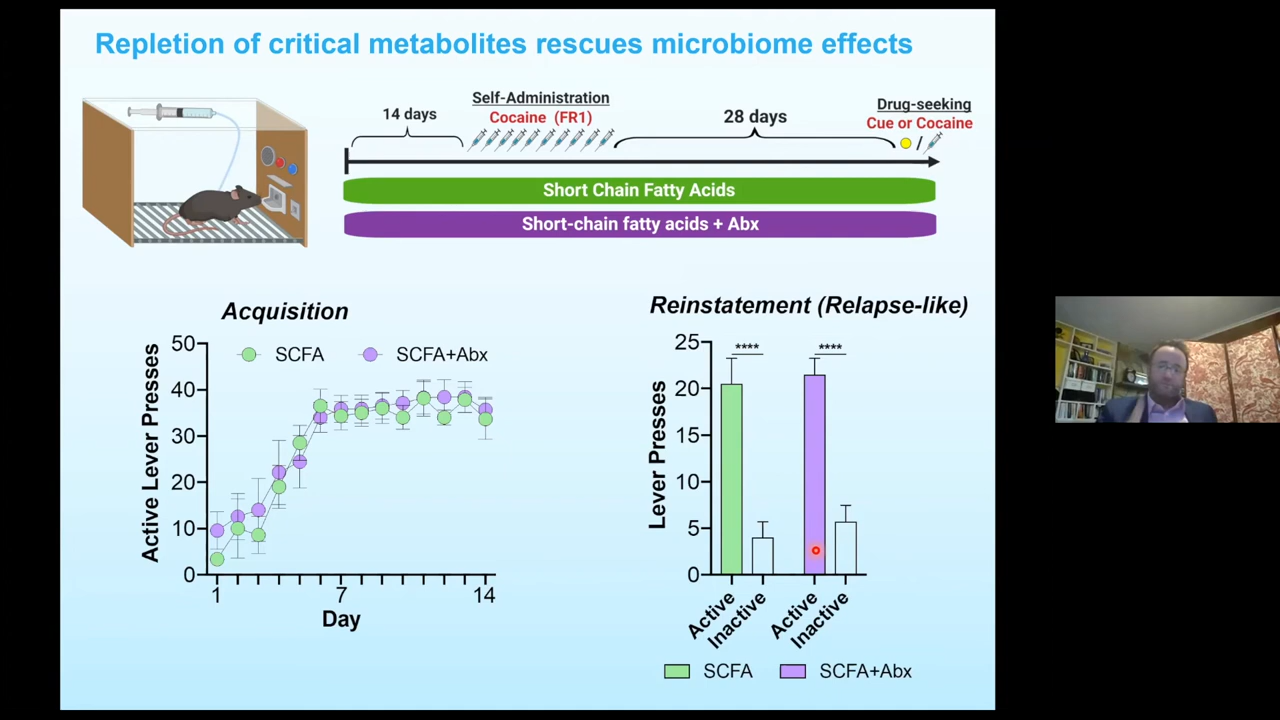 Repletion of critical metabolites rescues microbiome effects
14 days
Self-Administration
Cocaine (FR1)
28 days
Drug-seeking
Cue or Cocaine
/
Short Chain Fatty Acids
Short-chain fatty acids + Abx
Acquisition
SCFA
SCFA+Abx
Active Lever Presses
50
40
30
20
10
0
1
7
14
Day
Reinstatement (Relapse-like)
Lever Presses
25
20
15
10
5
0
****
****
Active
Inactive
Active
Inactive
SCFA
SCFA+Abx